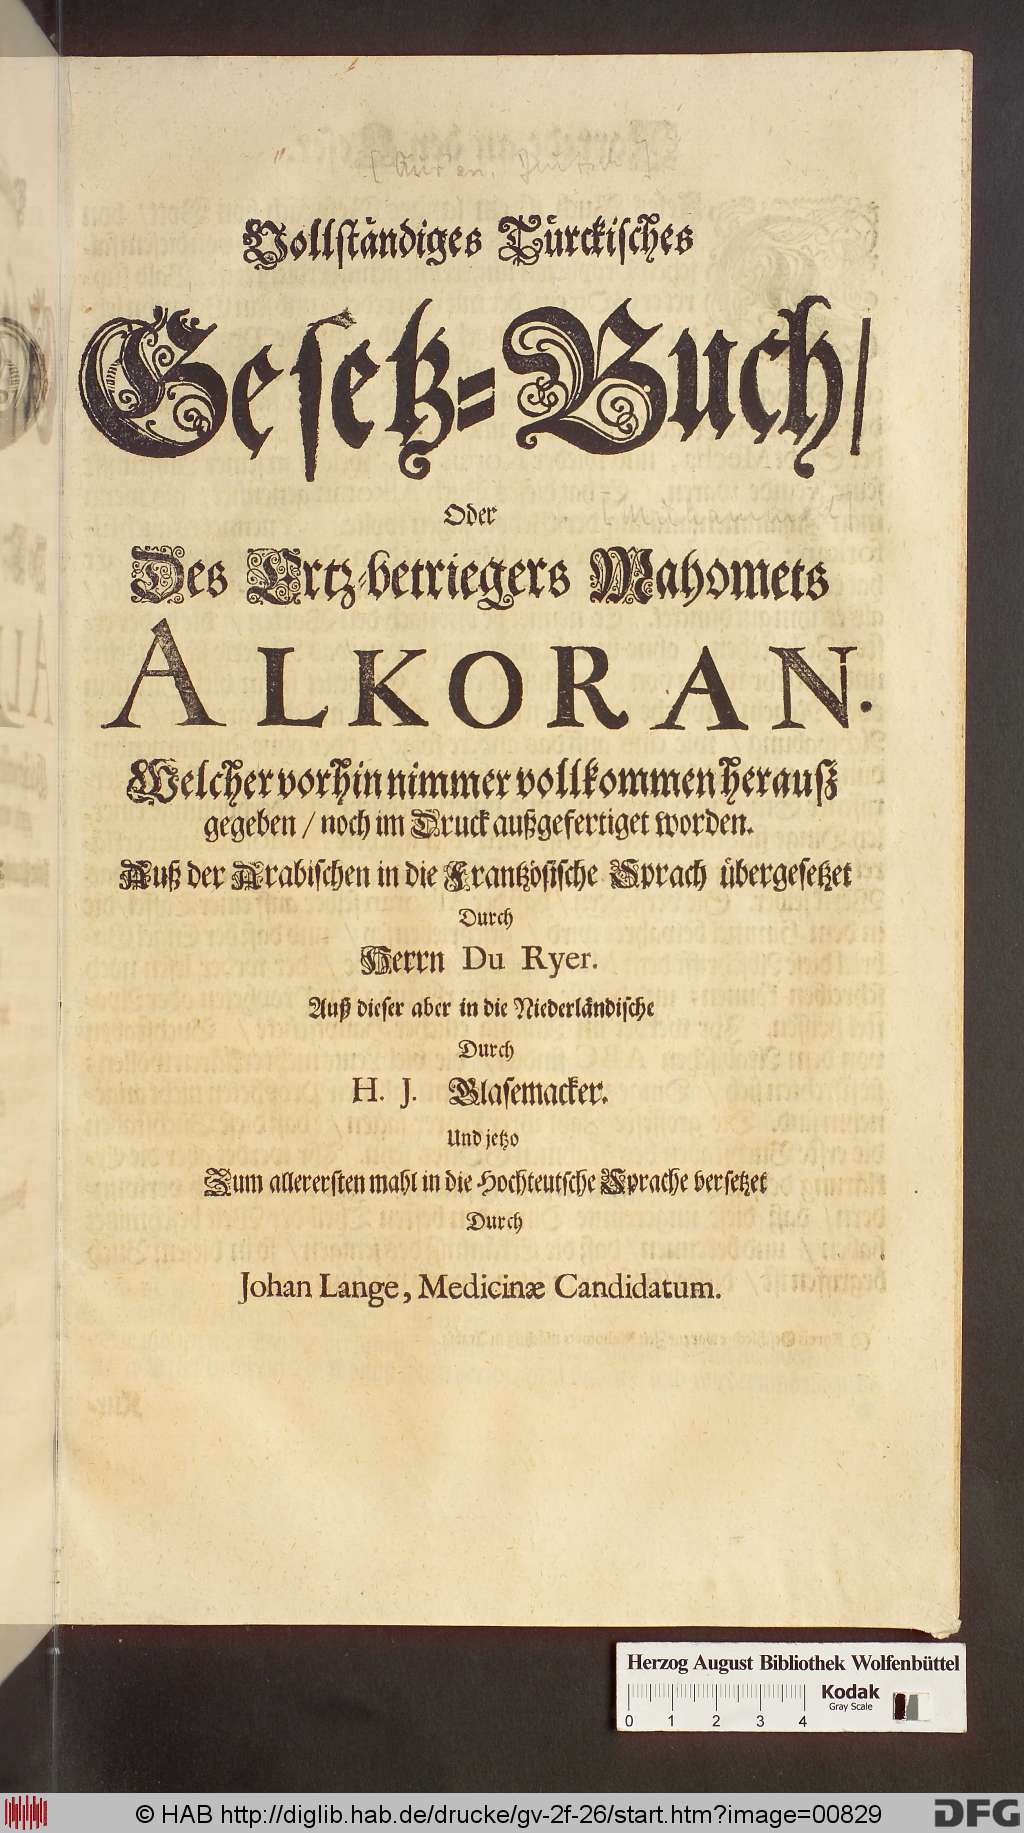 [Kur'an, Deutsch]
Vollständiges Türckisches
Gesetz=Buch/
Oder
Des Ertz-betriegers Mahomets
ALKORAN.
Welcher vorhin nimmer vollkommen herauß
gegeben / noch im Druck außgefertiget worden.
Auß der Arabischen in die Frantzösische Sprach übergesetzet
Durch
Herrn Du Ryer.
Auß dieser aber in die Niederländische
Durch
H. J. Glasemacker.
Und jetzo
Zum allerersten mahl in die Hochteutsche Sprache versetzet
Durch
Johan Lange, Medicinæ Candidatum.
Herzog August Bibliothek Wolfenbüttel
Kodak
Gray Scale
0 1 2 3 4
© HAB http://diglib.hab.de/drucke/gv-2f-26/start.htm?image=00829
DFG